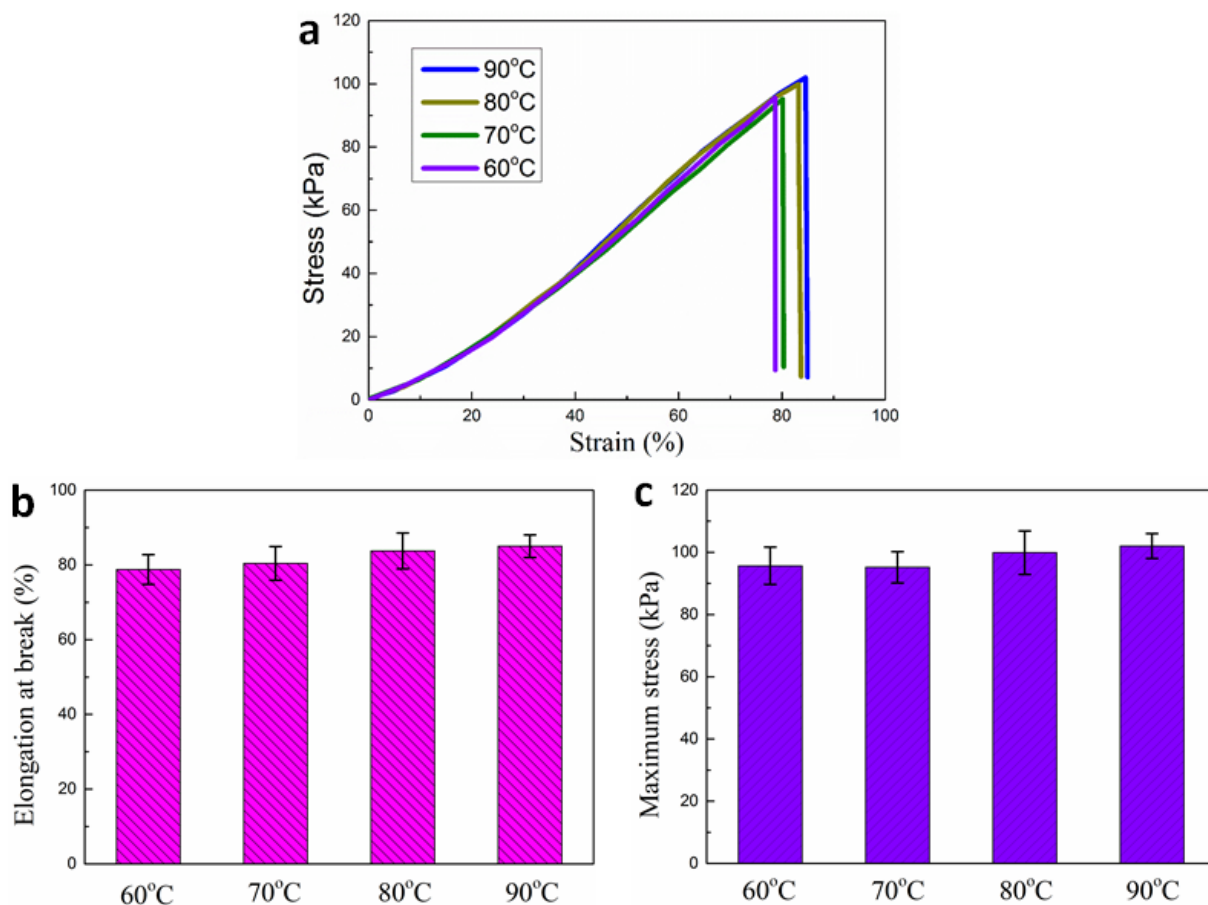 a
120
100
80
60
40
20
0
Stress (kPa)
90°C
80°C
70°C
60°C
0 20 40 60 80 100
Strain (%)
b
100
80
60
40
20
0
Elongation at break (%)
60°C 70°C 80°C 90°C
c
120
100
80
60
40
20
0
Maximum stress (kPa)
60°C 70°C 80°C 90°C